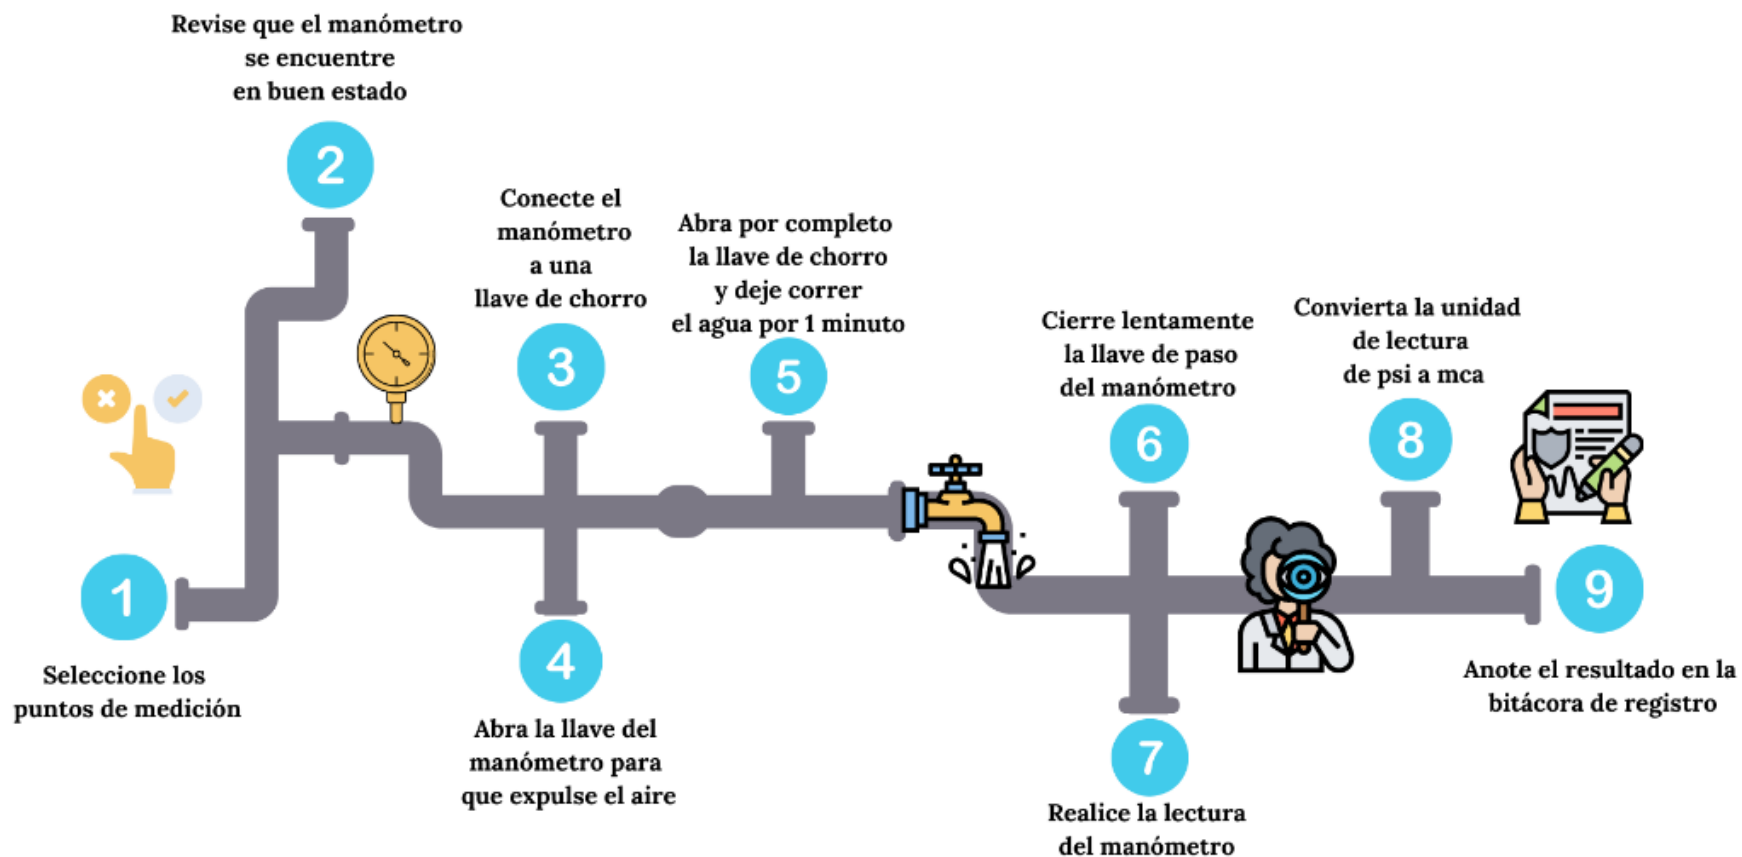 1
Seleccione los
puntos de medición
2
Revise que el manómetro
se encuentre
en buen estado
3
Conecte el
manómetro
a una
llave de chorro
4
Abra la llave del
manómetro para
que expulse el aire
5
Abra por completo
la llave de chorro
y deje correr
el agua por 1 minuto
6
Cierre lentamente
la llave de paso
del manómetro
7
Realice la lectura
del manómetro
8
Convierta la unidad
de lectura
de psi a mca
9
Anote el resultado en la
bitácora de registro